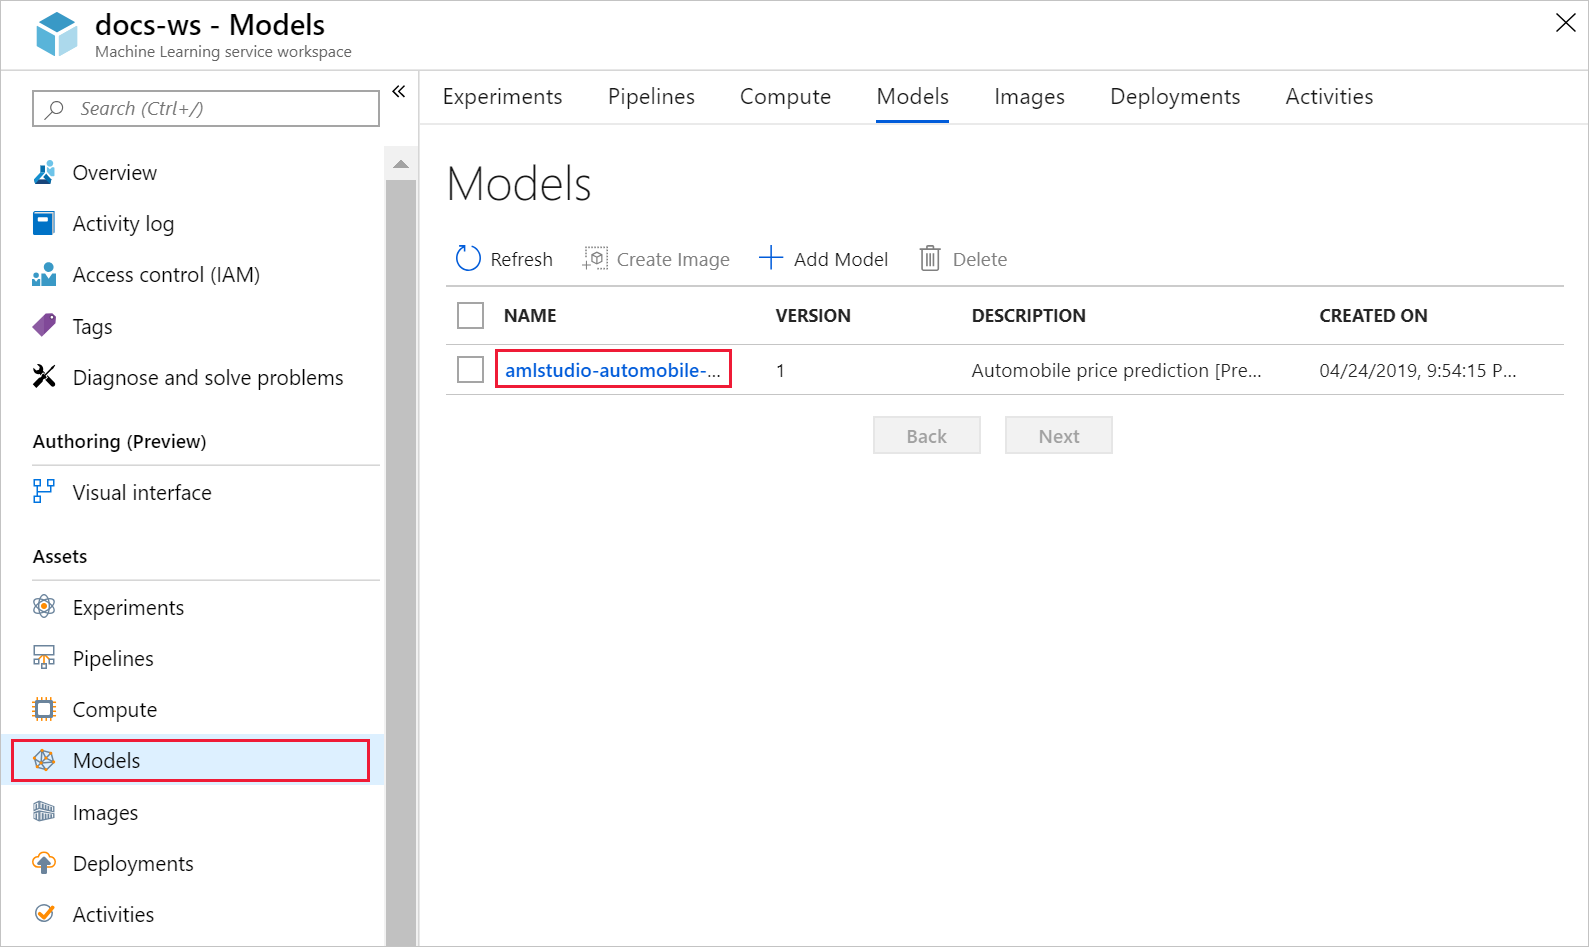 docs-ws - Models
Machine Learning service workspace
Search (Ctrl+/)
«
Overview
Activity log
Access control (IAM)
Tags
Diagnose and solve problems
Authoring (Preview)
Visual interface
Assets
Experiments
Pipelines
Compute
Models
Images
Deployments
Activities
Experiments Pipelines Compute Models Images Deployments Activities
Models
Refresh Create Image Add Model Delete
NAME VERSION DESCRIPTION CREATED ON
amlstudio-automobile-... 1 Automobile price prediction [Pre... 04/24/2019, 9:54:15 P...
Back Next